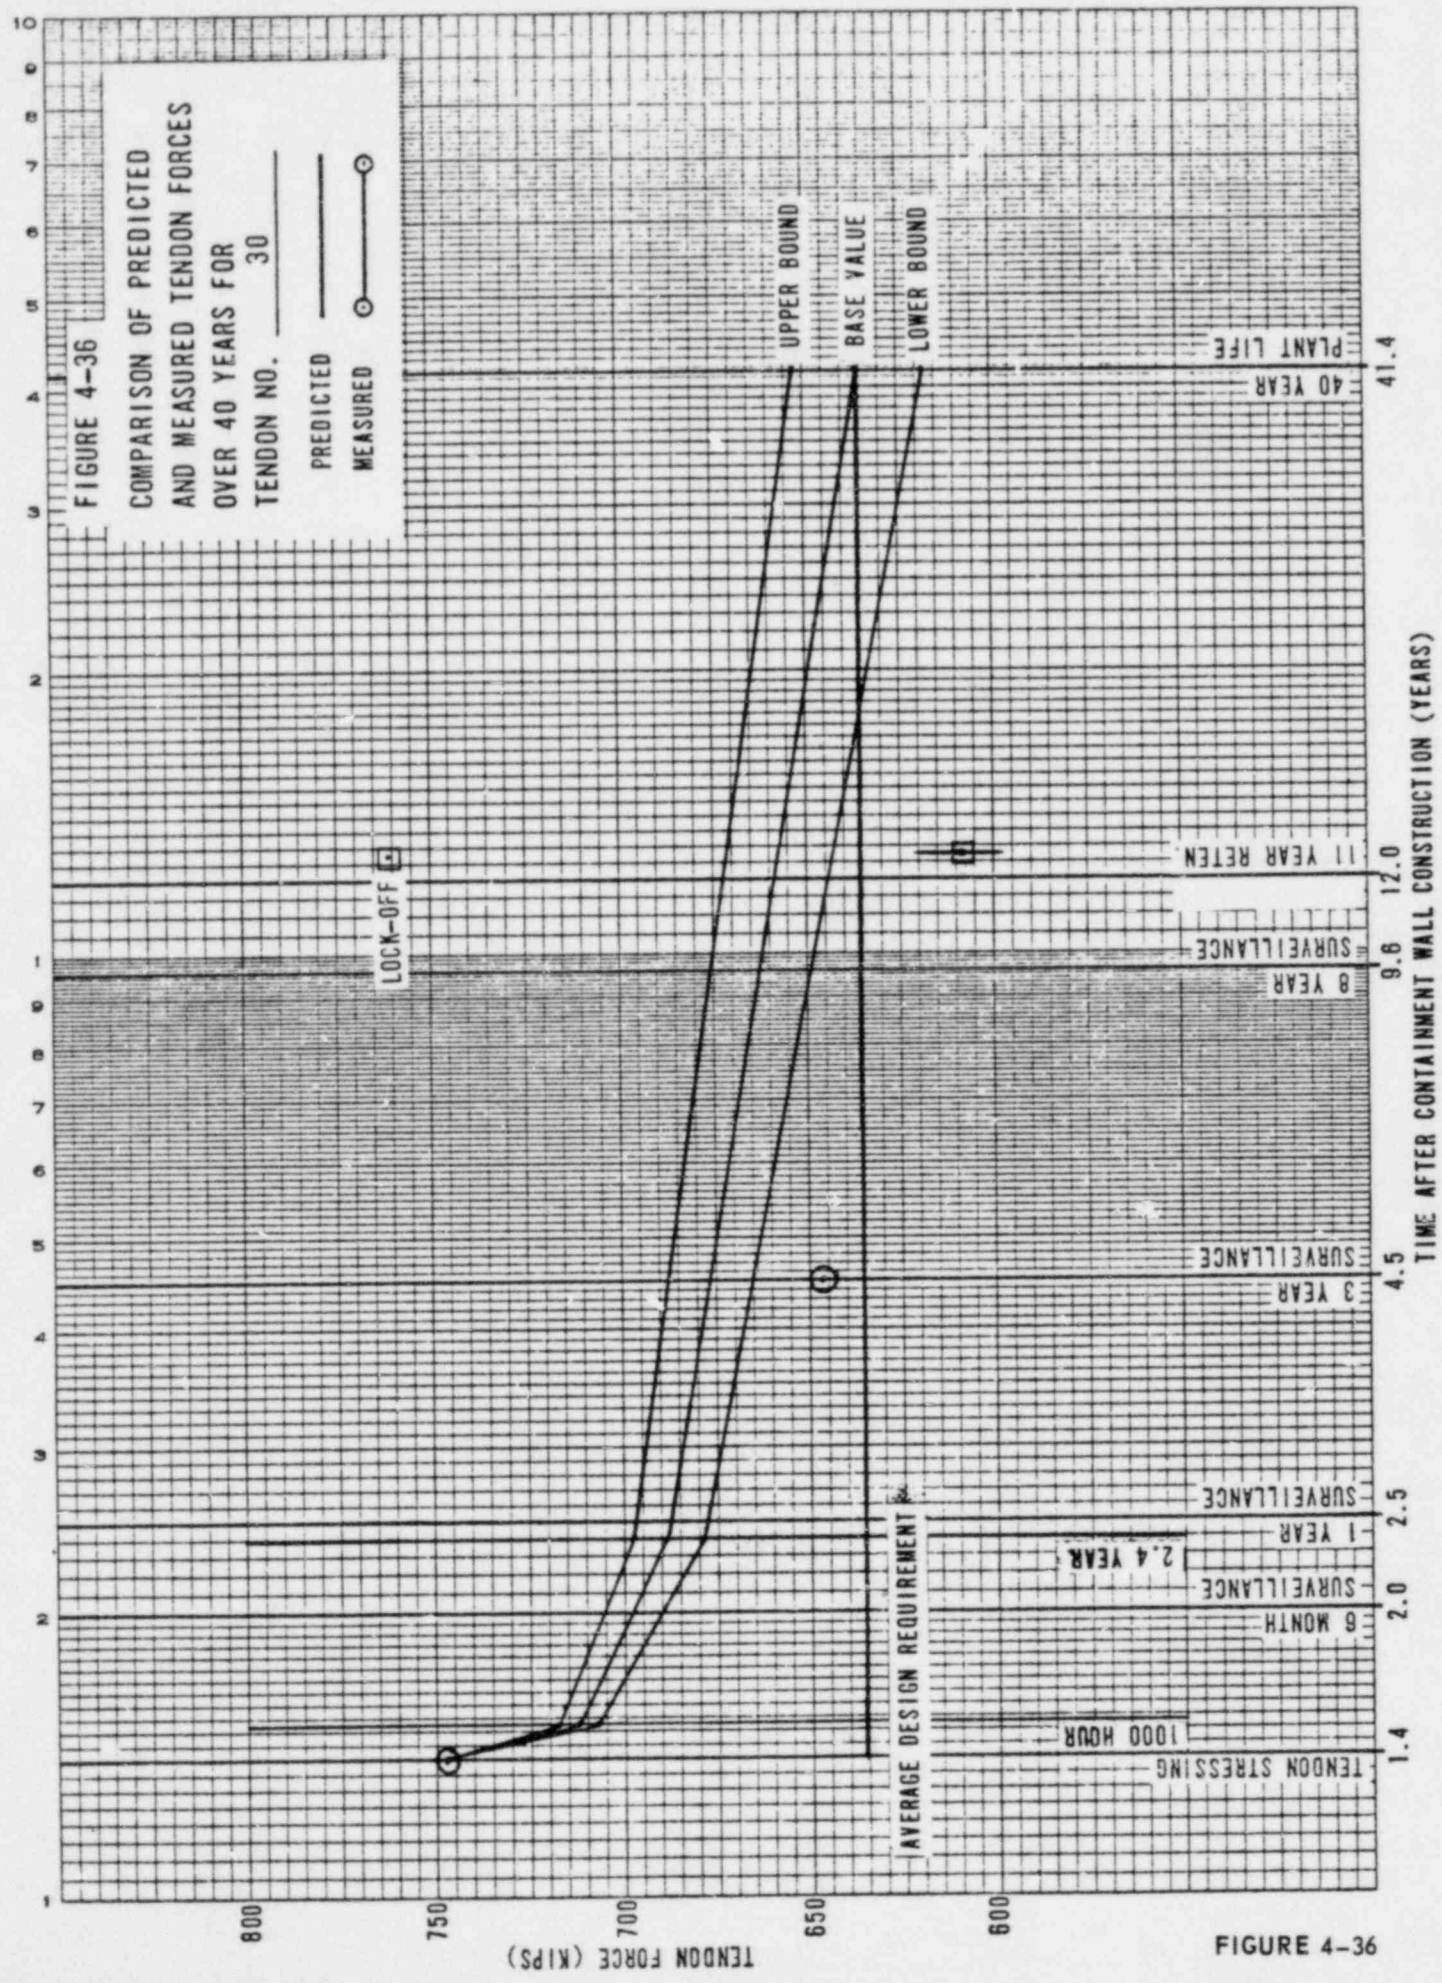 FIGURE 4-36
COMPARISON OF PREDICTED
AND MEASURED TENDON FORCES
OVER 40 YEARS FOR
TENDON NO. 30
PREDICTED
MEASURED
1
2
3
4
5
6
7
8
9
1
2
3
4
5
6
7
8
9
10
TENDON FORCE (KIPS)
800
750
700
650
600
LOCK-OFF
UPPER BOUND
BASE VALUE
LOWER BOUND
AVERAGE DESIGN REQUIREMENT
TENDON STRESSING
1000 HOUR
6 MONTH
SURVEILLANCE
2.4 YEAR
1 YEAR
SURVEILLANCE
3 YEAR
SURVEILLANCE
8 YEAR
SURVEILLANCE
11 YEAR RETEN.
40 YEAR
PLANT LIFE
1.4
2.0
2.5
4.5
9.6
12.0
41.4
TIME AFTER CONTAINMENT WALL CONSTRUCTION (YEARS)
FIGURE 4-36